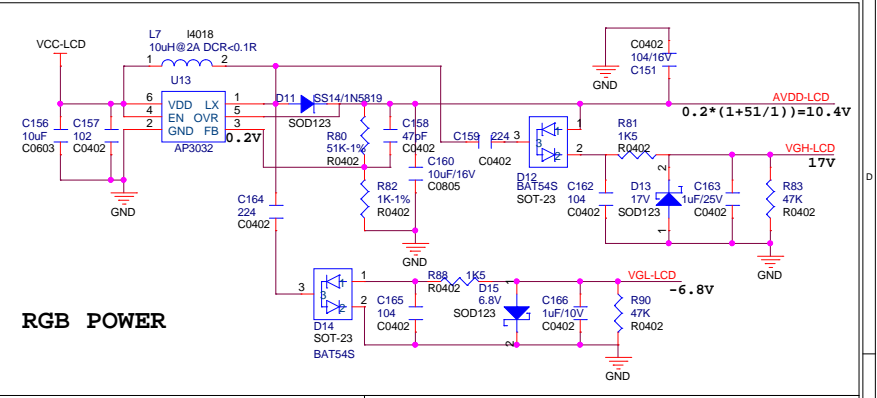 L7 I4018
10uH@2A DCR<0.1R
VCC-LCD
1 2
U13
6 VDD LX 1
4 EN OVR 5
2 GND FB 3
AP3032
0.2V
C156
10uF
C0603
C157
102
C0402
GND
D11 SS14/1N5819
SOD123
R80
51K-1%
R0402
C158
47pF
C0402
R82
1K-1%
R0402
C160
10uF/16V
C0805
GND
C159 224
C0402
3 1 2
3
D12
BAT54S
SOT-23
C0402
104/16V
C151
GND
AVDD-LCD
0.2*(1+51/1))=10.4V
R81
1K5
R0402
VGH-LCD
17V
C162
104
C0402
2
D13
17V
SOD123
1
C163
1uF/25V
C0402
R83
47K
R0402
GND
D
C164
224
C0402
3 1 2
3
D14
SOT-23
BAT54S
C165
104
C0402
R88 1K5
R0402
1
D15
6.8V
SOD123
2
C166
1uF/10V
C0402
VGL-LCD
-6.8V
R90
47K
R0402
GND
RGB POWER